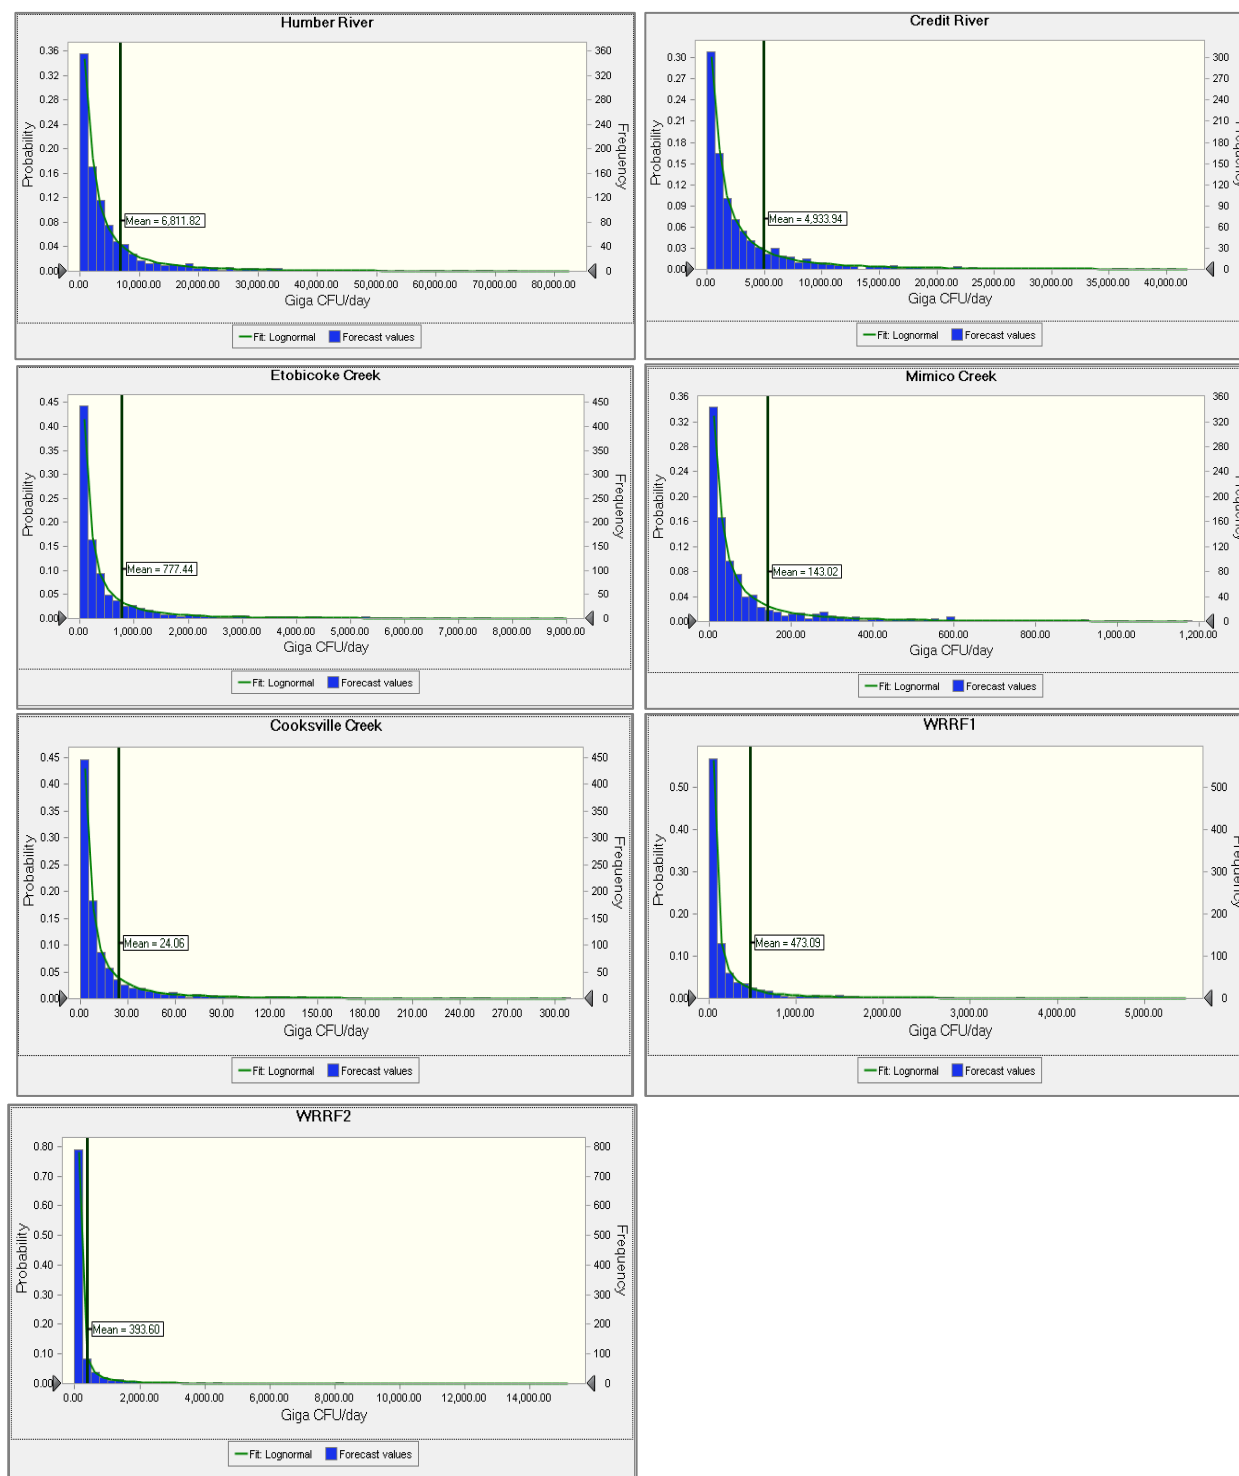 Humber River
0.36
0.32
0.28
0.24
0.20
0.16
0.12
0.08
0.04
0.00
Probability
360
320
280
240
200
160
120
80
40
0
Frequency
Mean = 6,811.82
0.00 10,000.00 20,000.00 30,000.00 40,000.00 50,000.00 60,000.00 70,000.00 80,000.00
Giga CFU/day
Fit: Lognormal Forecast values
Credit River
0.30
0.27
0.24
0.21
0.18
0.15
0.12
0.09
0.06
0.03
0.00
Probability
300
270
240
210
180
150
120
90
60
30
0
Frequency
Mean = 4,933.94
0.00 5,000.00 10,000.00 15,000.00 20,000.00 25,000.00 30,000.00 35,000.00 40,000.00
Giga CFU/day
Fit: Lognormal Forecast values
Etobicoke Creek
0.45
0.40
0.35
0.30
0.25
0.20
0.15
0.10
0.05
0.00
Probability
450
400
350
300
250
200
150
100
50
0
Frequency
Mean = 777.44
0.00 1,000.00 2,000.00 3,000.00 4,000.00 5,000.00 6,000.00 7,000.00 8,000.00 9,000.00
Giga CFU/day
Fit: Lognormal Forecast values
Mimico Creek
0.36
0.32
0.28
0.24
0.20
0.16
0.12
0.08
0.04
0.00
Probability
360
320
280
240
200
160
120
80
40
0
Frequency
Mean = 143.02
0.00 200.00 400.00 600.00 800.00 1,000.00 1,200.00
Giga CFU/day
Fit: Lognormal Forecast values
Cooksville Creek
0.45
0.40
0.35
0.30
0.25
0.20
0.15
0.10
0.05
0.00
Probability
450
400
350
300
250
200
150
100
50
0
Frequency
Mean = 24.06
0.00 30.00 60.00 90.00 120.00 150.00 180.00 210.00 240.00 270.00 300.00
Giga CFU/day
Fit: Lognormal Forecast values
WRRF1
0.50
0.40
0.30
0.20
0.10
0.00
Probability
500
400
300
200
100
0
Frequency
Mean = 473.09
0.00 1,000.00 2,000.00 3,000.00 4,000.00 5,000.00
Giga CFU/day
Fit: Lognormal Forecast values
WRRF2
0.80
0.70
0.60
0.50
0.40
0.30
0.20
0.10
0.00
Probability
800
700
600
500
400
300
200
100
0
Frequency
Mean = 393.60
0.00 2,000.00 4,000.00 6,000.00 8,000.00 10,000.00 12,000.00 14,000.00
Giga CFU/day
Fit: Lognormal Forecast values